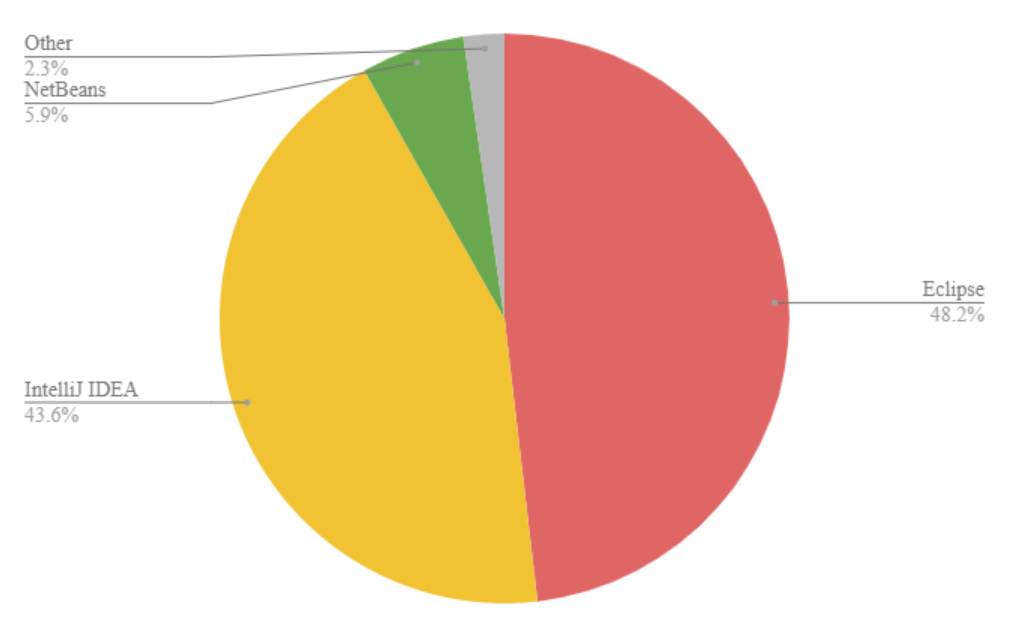 Other
2.3%
NetBeans
5.9%
Eclipse
48.2%
IntelliJ IDEA
43.6%